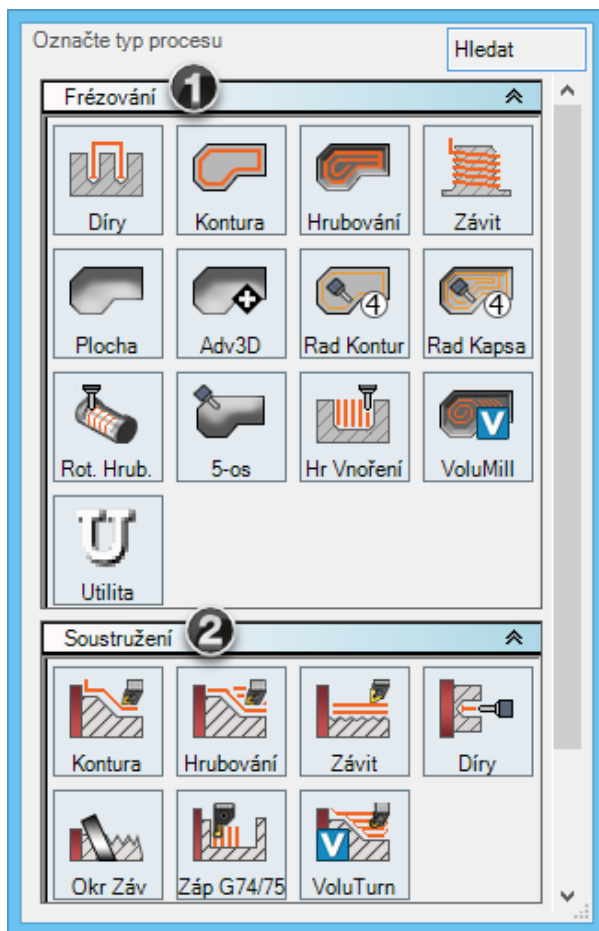 Označte typ procesu
Hledat
Frézování 1
Díry Kontura Hrubování Závit
4 4
Plocha Adv3D Rad Kontur Rad Kapsa
V
Rot. Hrub. 5-os Hr Vnoření VoluMill
U
Utilita
Soustružení 2
Kontura Hrubování Závit Díry
V
Okr Záv Záp G74/75 VoluTurn